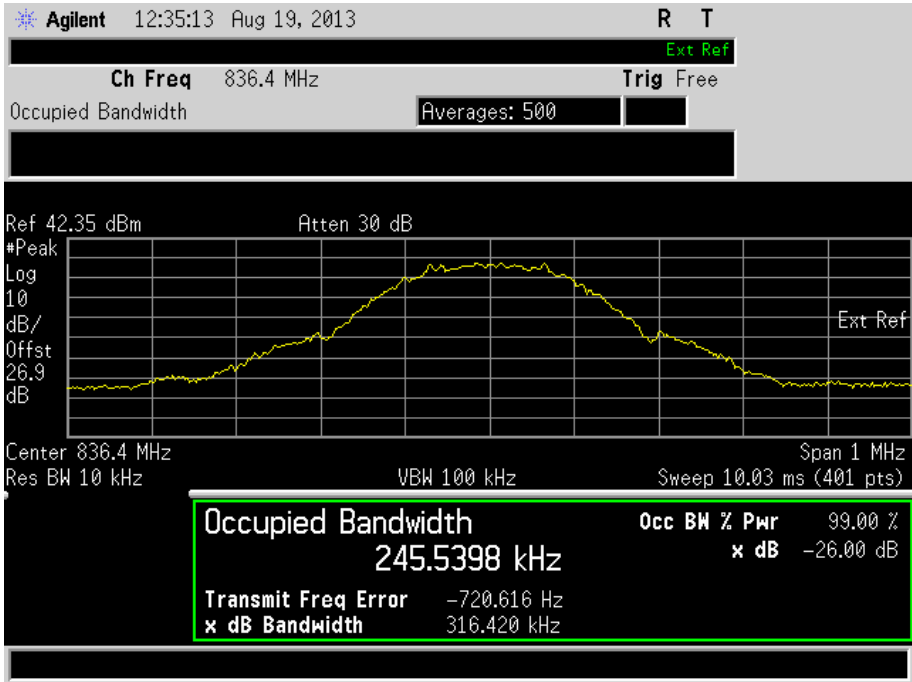 Agilent 12:35:13 Aug 19, 2013 R T
Ext Ref
Ch Freq 836.4 MHz Trig Free
Occupied Bandwidth Averages: 500
Ref 42.35 dBm Atten 30 dB
#Peak
Log
10
dB/
Ext Ref
Offst
26.9
dB
Center 836.4 MHz Span 1 MHz
Res BW 10 kHz VBW 100 kHz Sweep 10.03 ms (401 pts)
Occupied Bandwidth Occ BW % Pwr 99.00 %
245.5398 kHz x dB -26.00 dB
Transmit Freq Error -720.616 Hz
x dB Bandwidth 316.420 kHz